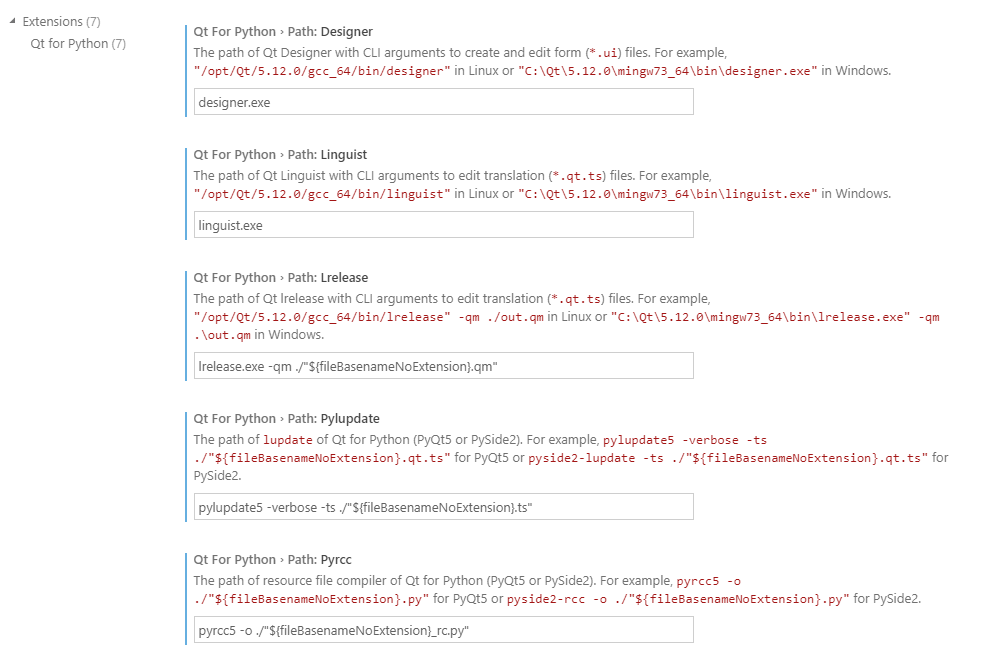 Extensions (7)
Qt for Python (7)
Qt For Python › Path: Designer
The path of Qt Designer with CLI arguments to create and edit form (*.ui) files. For example,
"/opt/Qt/5.12.0/gcc_64/bin/designer" in Linux or "C:\Qt\5.12.0\mingw73_64\bin\designer.exe" in Windows.
designer.exe
Qt For Python › Path: Linguist
The path of Qt Linguist with CLI arguments to edit translation (*.qt.ts) files. For example,
"/opt/Qt/5.12.0/gcc_64/bin/linguist" in Linux or "C:\Qt\5.12.0\mingw73_64\bin\linguist.exe" in Windows.
linguist.exe
Qt For Python › Path: Lrelease
The path of Qt lrelease with CLI arguments to edit translation (*.qt.ts) files. For example,
"/opt/Qt/5.12.0/gcc_64/bin/lrelease" -qm ./out.qm in Linux or "C:\Qt\5.12.0\mingw73_64\bin\lrelease.exe" -qm
.\out.qm in Windows.
lrelease.exe -qm ./"${fileBasenameNoExtension}.qm"
Qt For Python › Path: Pylupdate
The path of lupdate of Qt for Python (PyQt5 or PySide2). For example, pylupdate5 -verbose -ts
./"${fileBasenameNoExtension}.qt.ts" for PyQt5 or pyside2-lupdate -ts ./"${fileBasenameNoExtension}.qt.ts" for
PySide2.
pylupdate5 -verbose -ts ./"${fileBasenameNoExtension}.ts"
Qt For Python › Path: Pyrcc
The path of resource file compiler of Qt for Python (PyQt5 or PySide2). For example, pyrcc5 -o
./"${fileBasenameNoExtension}.py" for PyQt5 or pyside2-rcc -o ./"${fileBasenameNoExtension}.py" for PySide2.
pyrcc5 -o ./"${fileBasenameNoExtension}_rc.py"